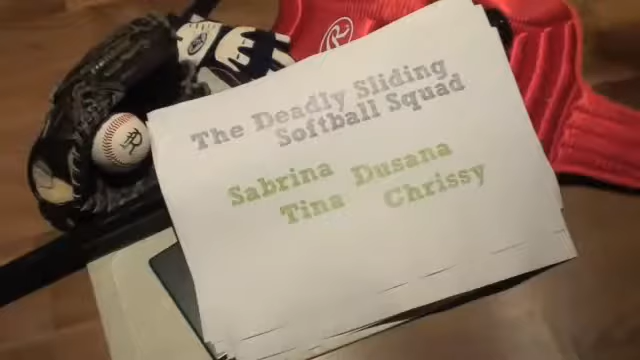 The Deadly Sliding
Softball Squad
Sabrina Dusana
Tina Chrissy
R
R